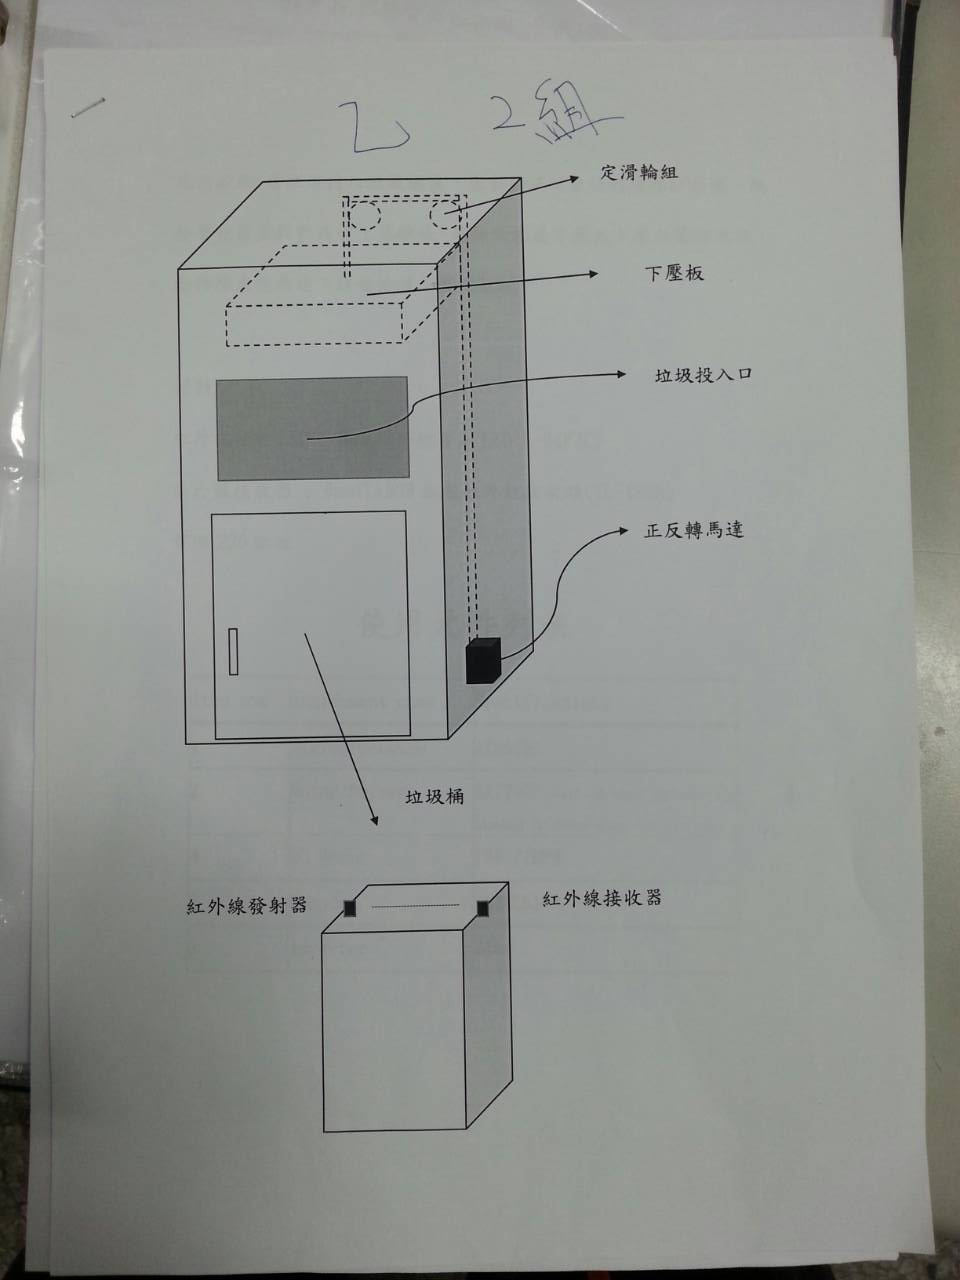 乙 2組
定滑輪組
下壓板
垃圾投入口
正反轉馬達
垃圾桶
紅外線發射器
紅外線接收器